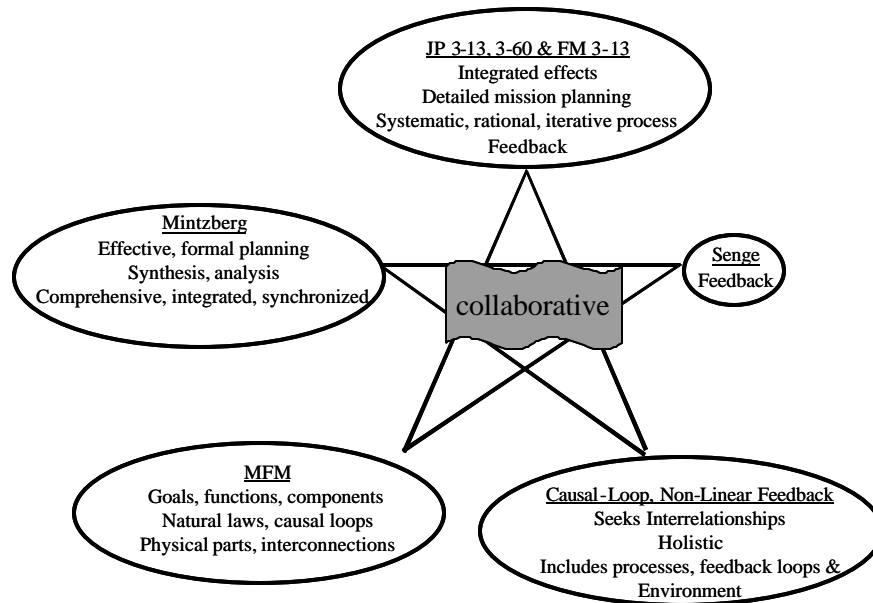 JP 3-13, 3-60 & FM 3-13
Integrated effects
Detailed mission planning
Systematic, rational, iterative process
Feedback
Mintzberg
Effective, formal planning
Synthesis, analysis
Comprehensive, integrated, synchronized
Senge
Feedback
collaborative
MFM
Goals, functions, components
Natural laws, causal loops
Physical parts, interconnections
Causal-Loop, Non-Linear Feedback
Seeks Interrelationships
Holistic
Includes processes, feedback loops &
Environment